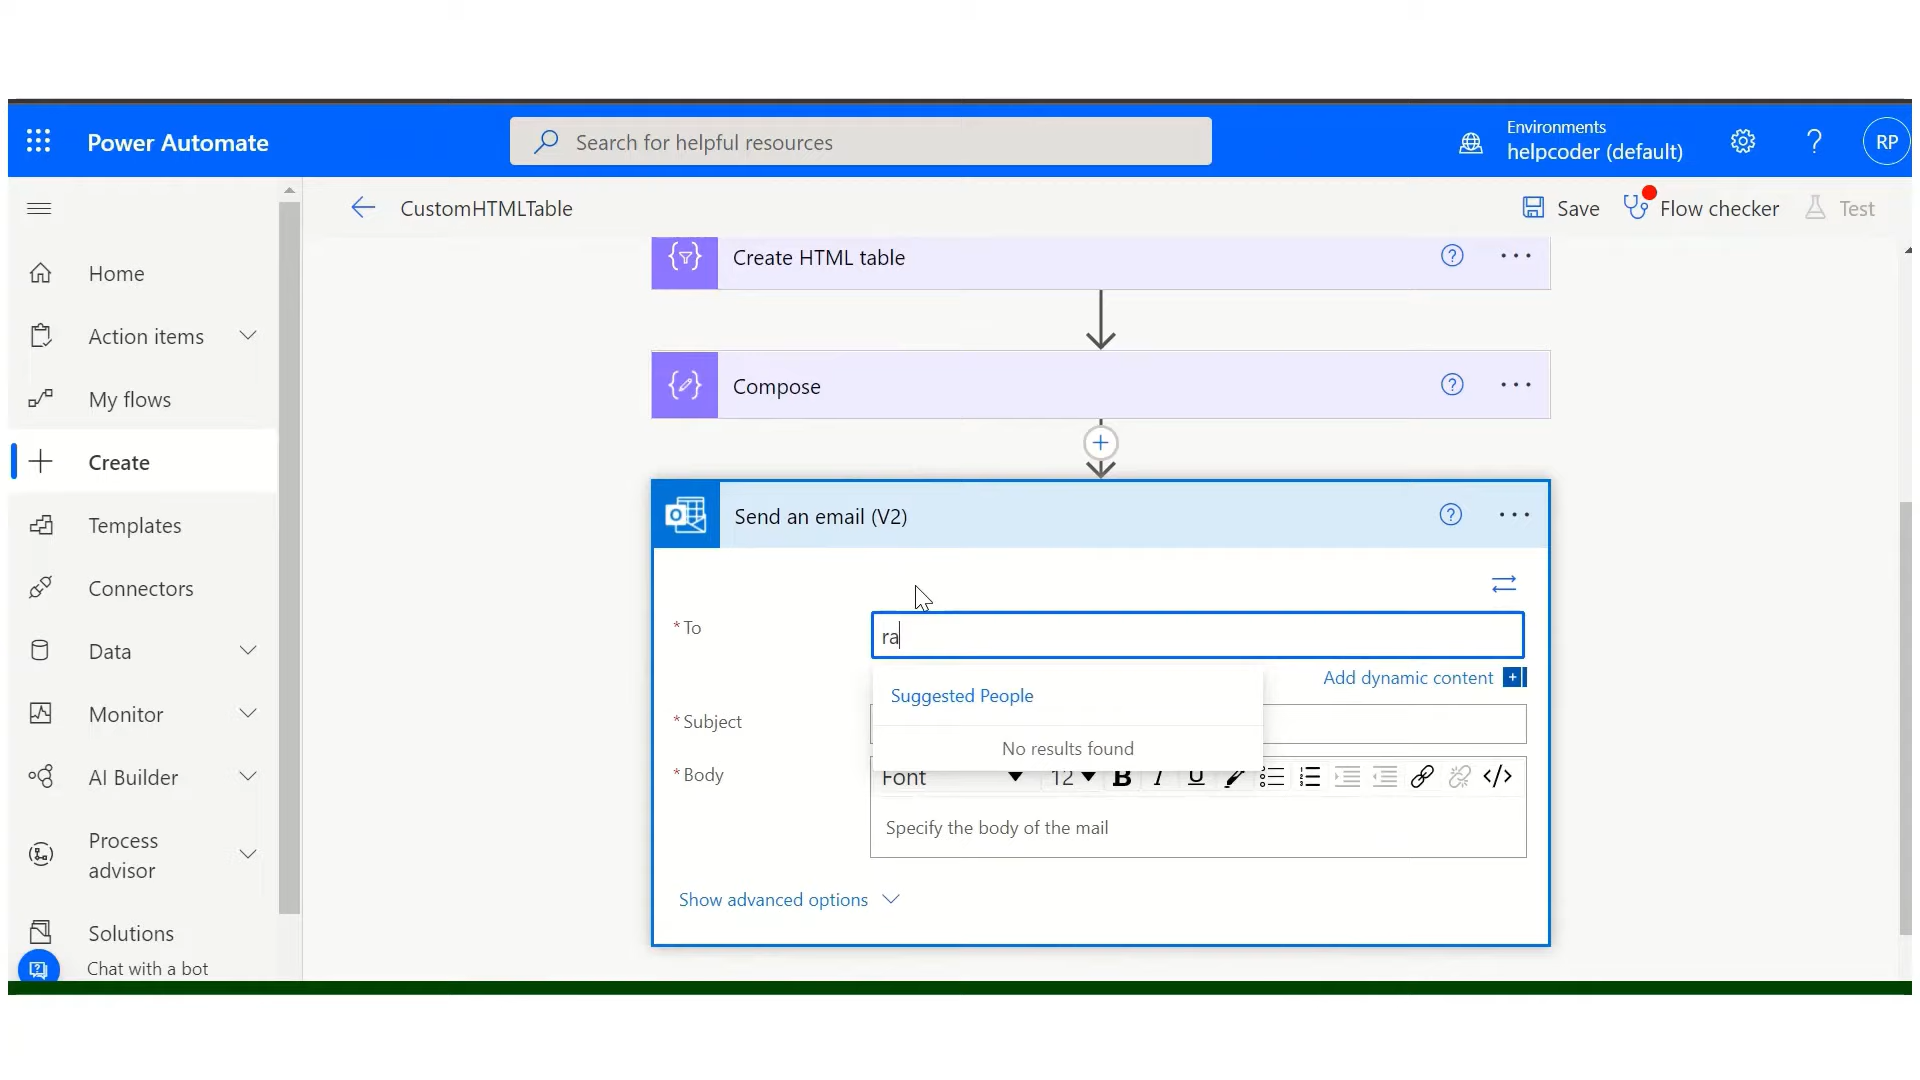 Power Automate
Search for helpful resources
Environments
helpcoder (default)
?
RP
CustomHTMLTable
Save
Flow checker
Test
Home
Action items
My flows
Create
Templates
Connectors
Data
Monitor
AI Builder
Process
advisor
Solutions
Chat with a bot
Create HTML table
?
Compose
?
Send an email (V2)
?
* To
ra
Add dynamic content
Suggested People
No results found
* Subject
* Body
Font
12
B I U
Specify the body of the mail
Show advanced options